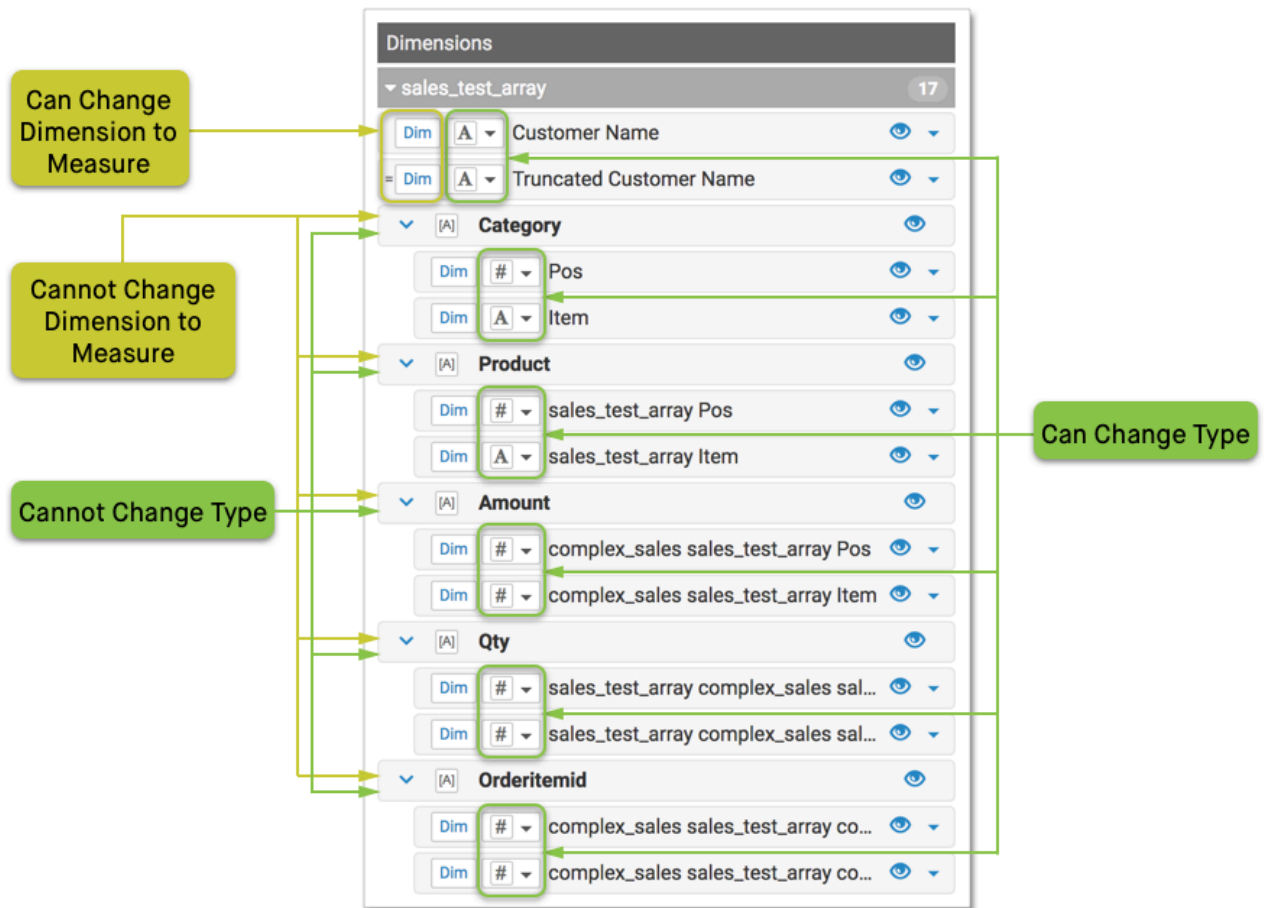 Dimensions
sales_test_array 17
Can Change
Dimension to
Measure
Dim A Customer Name
= Dim A Truncated Customer Name
[A] Category
Cannot Change
Dimension to
Measure
Dim # Pos
Dim A Item
[A] Product
Dim # sales_test_array Pos
Can Change Type
Dim A sales_test_array Item
Cannot Change Type
[A] Amount
Dim # complex_sales sales_test_array Pos
Dim # complex_sales sales_test_array Item
[A] Qty
Dim # sales_test_array complex_sales sal...
Dim # sales_test_array complex_sales sal...
[A] Orderitemid
Dim # complex_sales sales_test_array co...
Dim # complex_sales sales_test_array co...